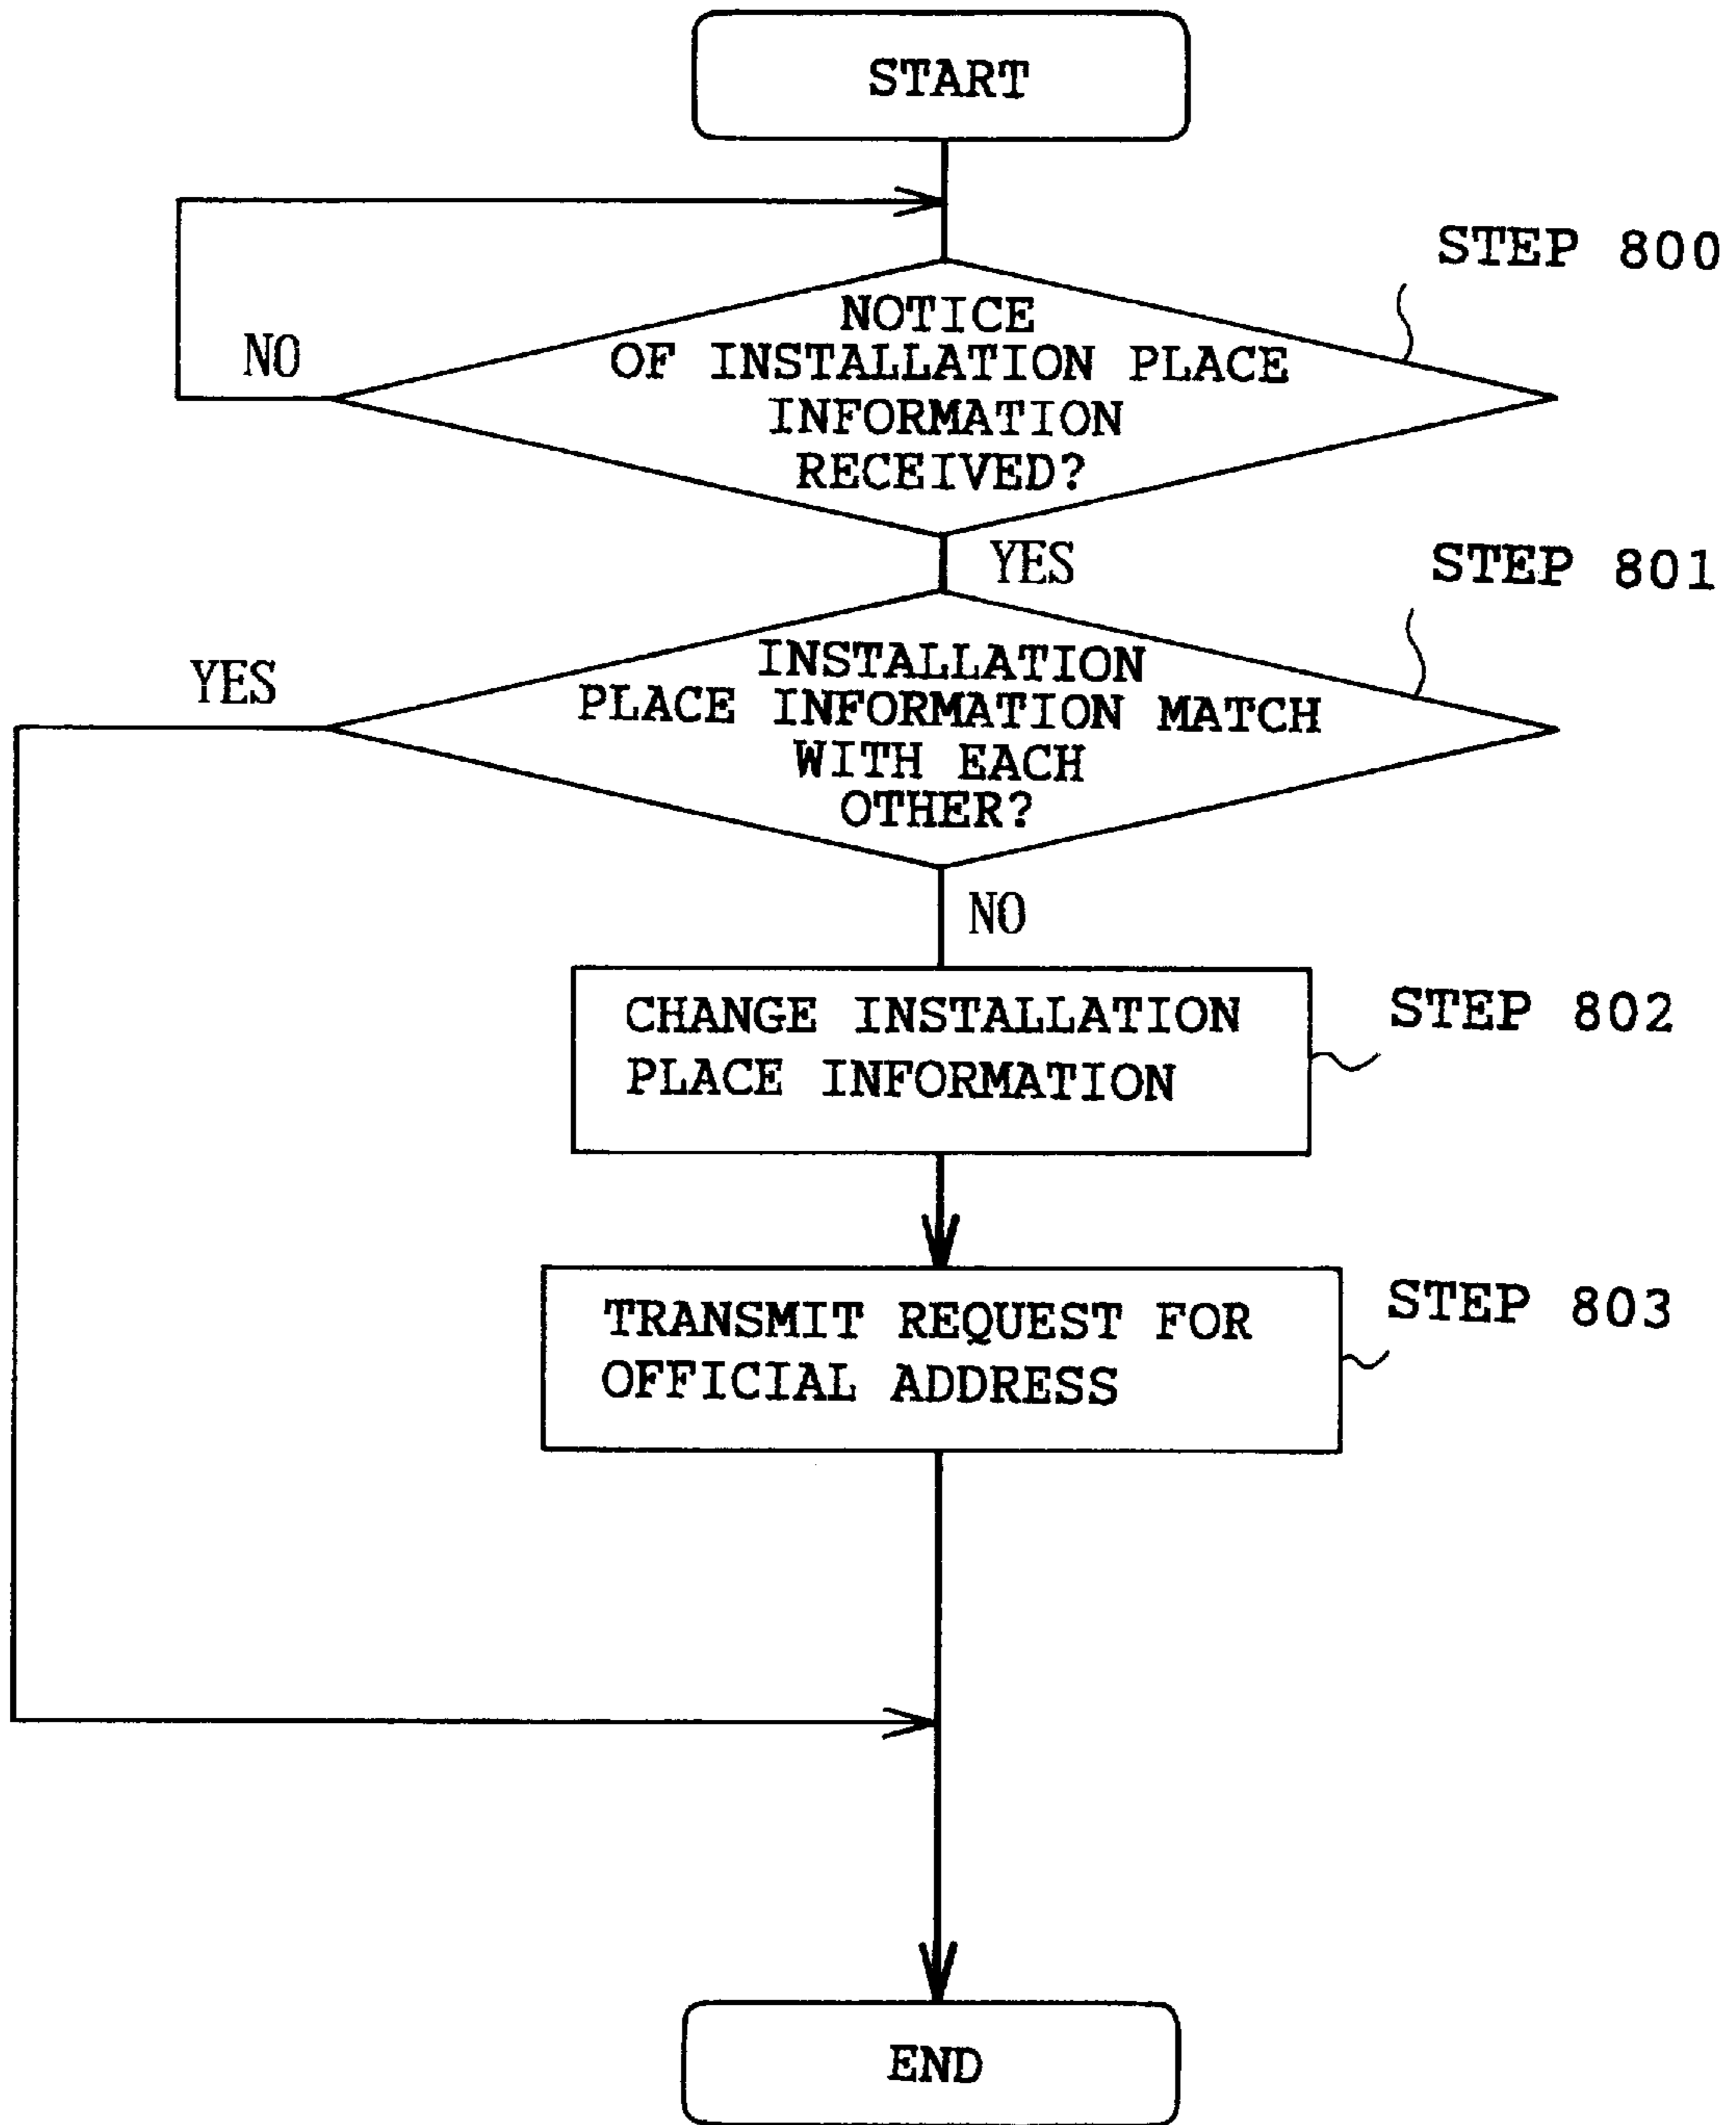 START
STEP 800
NOTICE
OF INSTALLATION PLACE
INFORMATION
RECEIVED?
NO
YES
STEP 801
INSTALLATION
PLACE INFORMATION MATCH
WITH EACH
OTHER?
YES
NO
CHANGE INSTALLATION
PLACE INFORMATION
STEP 802
TRANSMIT REQUEST FOR
OFFICIAL ADDRESS
STEP 803
END